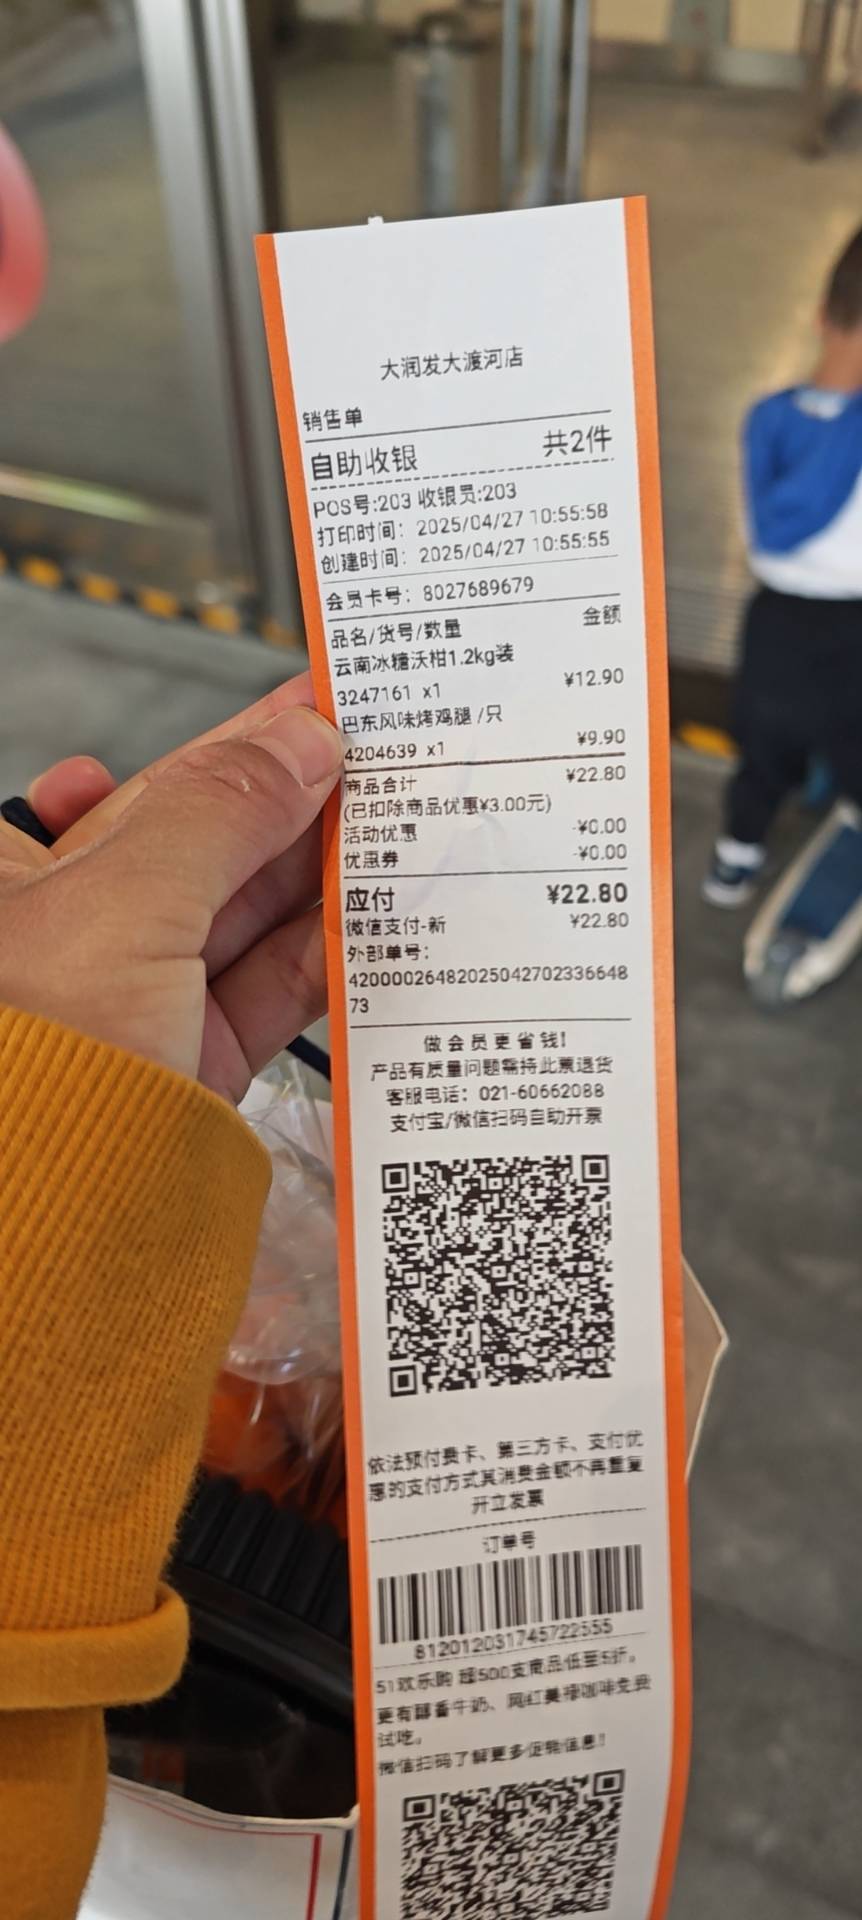 大润发大渡河店
销售单
自助收银 共2件
POS号:203 收银员:203
打印时间: 2025/04/27 10:55:58
创建时间: 2025/04/27 10:55:55
会员卡号: 8027689679
品名/货号/数量 金额
云南冰糖沃柑1.2kg装
3247161 x1 ¥12.90
巴东风味烤鸡腿 /只
4204639 x1 ¥9.90
商品合计 ¥22.80
(已扣除商品优惠¥3.00元)
活动优惠 -¥0.00
优惠券 -¥0.00
应付 ¥22.80
微信支付-新 ¥22.80
外部单号:
42000026482025042702336648
73
做会员更省钱!
产品有质量问题需持此票退货
客服电话: 021-60662088
支付宝/微信扫码自助开票
依法预付费卡、第三方卡、支付优
惠的支付方式其消费金额不再重复
开立发票
订单号
812012031745722555
51欢乐购 超500支商品低至5折。
更有醇香牛奶、网红美禄咖啡免费
试吃。
微信扫码了解更多促销信息!